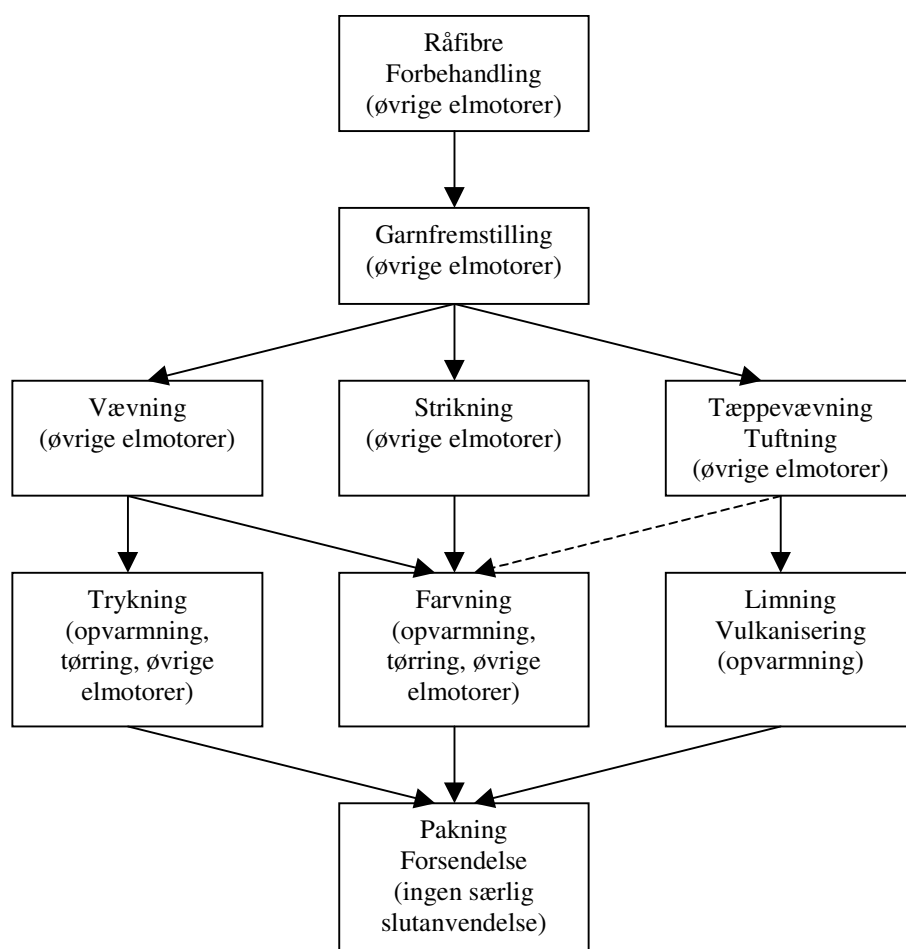 Råfibre
Forbehandling
(øvrige elmotorer)
Garnfremstilling
(øvrige elmotorer)
Vævning
(øvrige elmotorer)
Strikning
(øvrige elmotorer)
Tæppevævning
Tuftning
(øvrige elmotorer)
Trykning
(opvarmning,
tørring, øvrige
elmotorer)
Farvning
(opvarmning,
tørring, øvrige
elmotorer)
Limning
Vulkanisering
(opvarmning)
Pakning
Forsendelse
(ingen særlig
slutanvendelse)